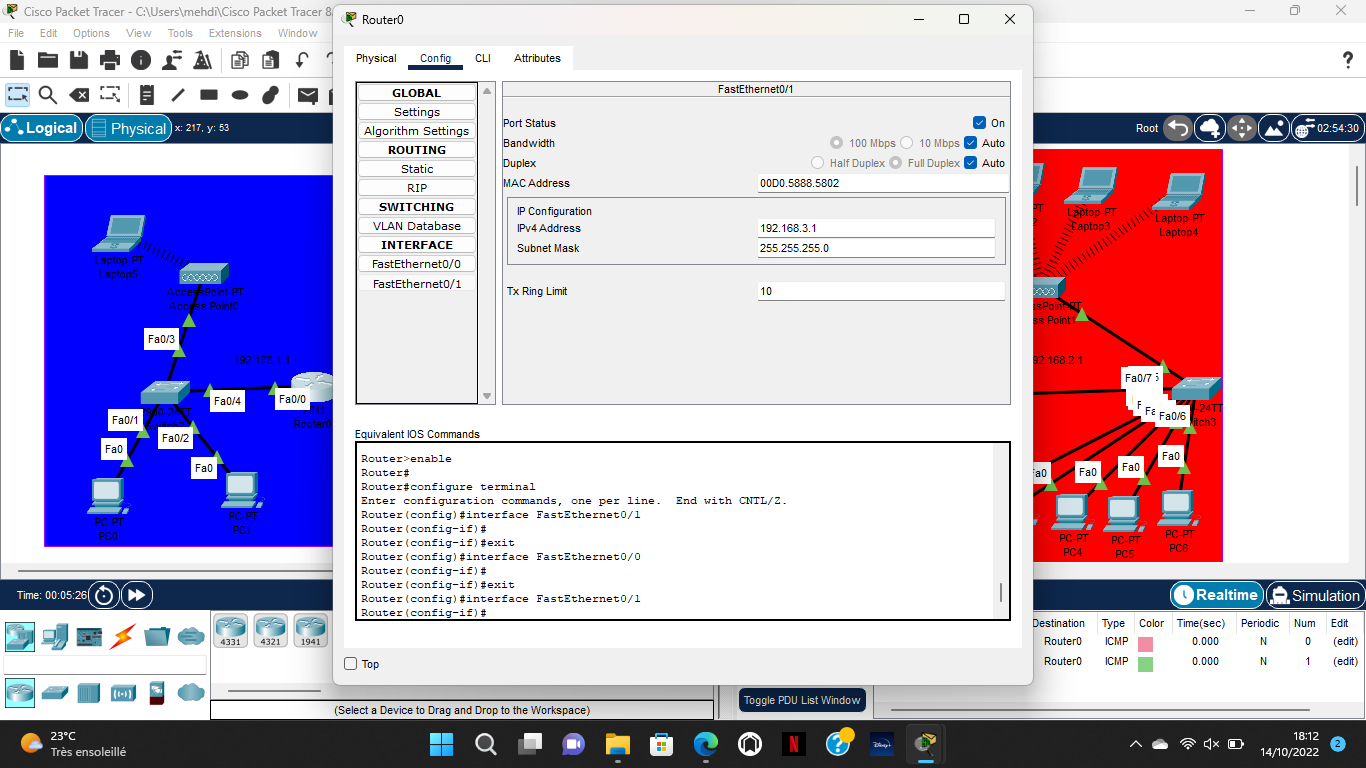 Cisco Packet Tracer - C:\Users\mehdi\Cisco Packet Tracer 8
File Edit Options View Tools Extensions Window
Logical
Physical
x: 217, y: 53
Root
02:54:30
Router0
Physical Config CLI Attributes
GLOBAL
Settings
Algorithm Settings
ROUTING
Static
RIP
SWITCHING
VLAN Database
INTERFACE
FastEthernet0/0
FastEthernet0/1
FastEthernet0/1
Port Status On
Bandwidth 100 Mbps 10 Mbps Auto
Duplex Half Duplex Full Duplex Auto
MAC Address 00D0.5888.5802
IP Configuration
IPv4 Address 192.168.3.1
Subnet Mask 255.255.255.0
Tx Ring Limit 10
Equivalent IOS Commands
Router>enable
Router#
Router#configure terminal
Enter configuration commands, one per line. End with CNTL/Z.
Router(config)#interface FastEthernet0/1
Router(config-if)#
Router(config-if)#exit
Router(config)#interface FastEthernet0/0
Router(config-if)#
Router(config-if)#exit
Router(config)#interface FastEthernet0/1
Router(config-if)#
Top
Laptop-PT
Laptop5
AccessPoint-PT
Access Point0
Fa0/3
192.168.1.1
Fa0/4
Fa0/0
Router0
Fa0/1
Fa0/2
Fa0
Fa0
PC-PT
PC0
PC-PT
PC1
Laptop-PT
Laptop3
Laptop-PT
Laptop4
Fa0/7
Fa0/6
Fa0
Fa0
Fa0
PC-PT
PC4
PC-PT
PC5
PC-PT
PC6
Time: 00:05:26
Realtime
Simulation
4331
4321
1941
(Select a Device to Drag and Drop to the Workspace)
Toggle PDU List Window
Destination Type Color Time(sec) Periodic Num Edit
Router0 ICMP 0.000 N 0 (edit)
Router0 ICMP 0.000 N 1 (edit)
23°C
Très ensoleillé
18:12
14/10/2022
2